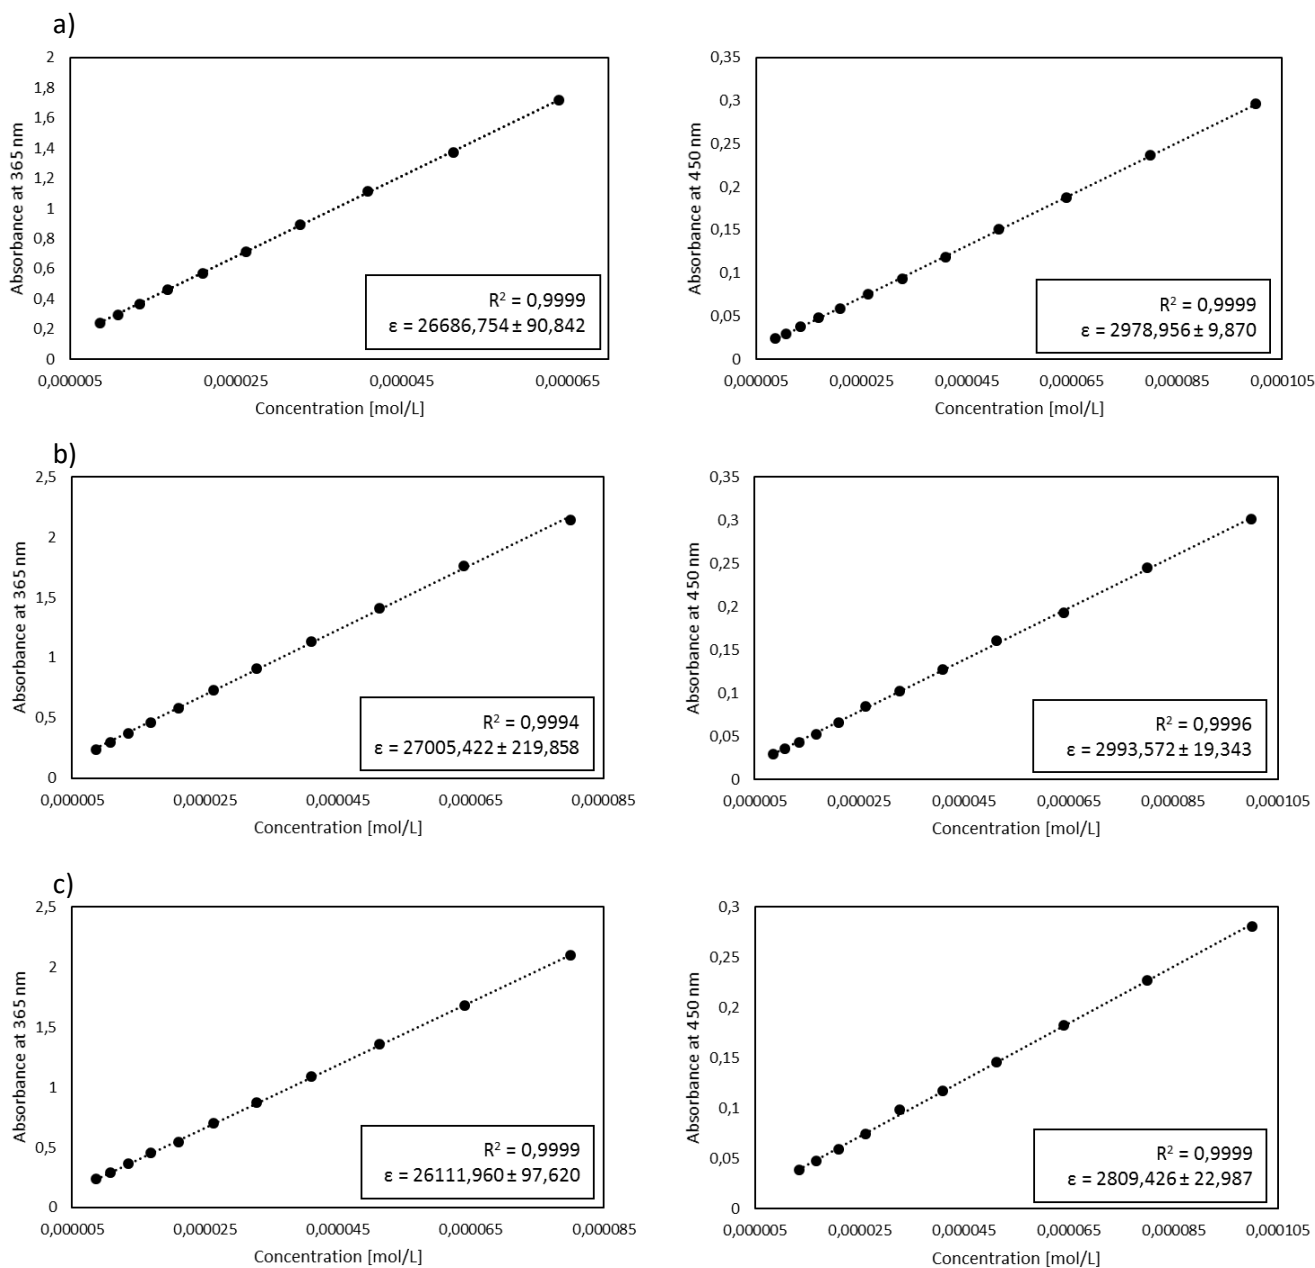 a)
2
1,8
1,6
1,4
1,2
1
0,8
0,6
0,4
0,2
0
Absorbance at 365 nm
R² = 0,9999
ε = 26686,754 ± 90,842
0,000005 0,000025 0,000045 0,000065
Concentration [mol/L]
0,35
0,3
0,25
0,2
0,15
0,1
0,05
0
Absorbance at 450 nm
R² = 0,9999
ε = 2978,956 ± 9,870
0,000005 0,000025 0,000045 0,000065 0,000085 0,000105
Concentration [mol/L]
b)
2,5
2
1,5
1
0,5
0
Absorbance at 365 nm
R² = 0,9994
ε = 27005,422 ± 219,858
0,000005 0,000025 0,000045 0,000065 0,000085
Concentration [mol/L]
0,35
0,3
0,25
0,2
0,15
0,1
0,05
0
Absorbance at 450 nm
R² = 0,9996
ε = 2993,572 ± 19,343
0,000005 0,000025 0,000045 0,000065 0,000085 0,000105
Concentration [mol/L]
c)
2,5
2
1,5
1
0,5
0
Absorbance at 365 nm
R² = 0,9999
ε = 26111,960 ± 97,620
0,000005 0,000025 0,000045 0,000065 0,000085
Concentration [mol/L]
0,3
0,25
0,2
0,15
0,1
0,05
0
Absorbance at 450 nm
R² = 0,9999
ε = 2809,426 ± 22,987
0,000005 0,000025 0,000045 0,000065 0,000085 0,000105
Concentration [mol/L]